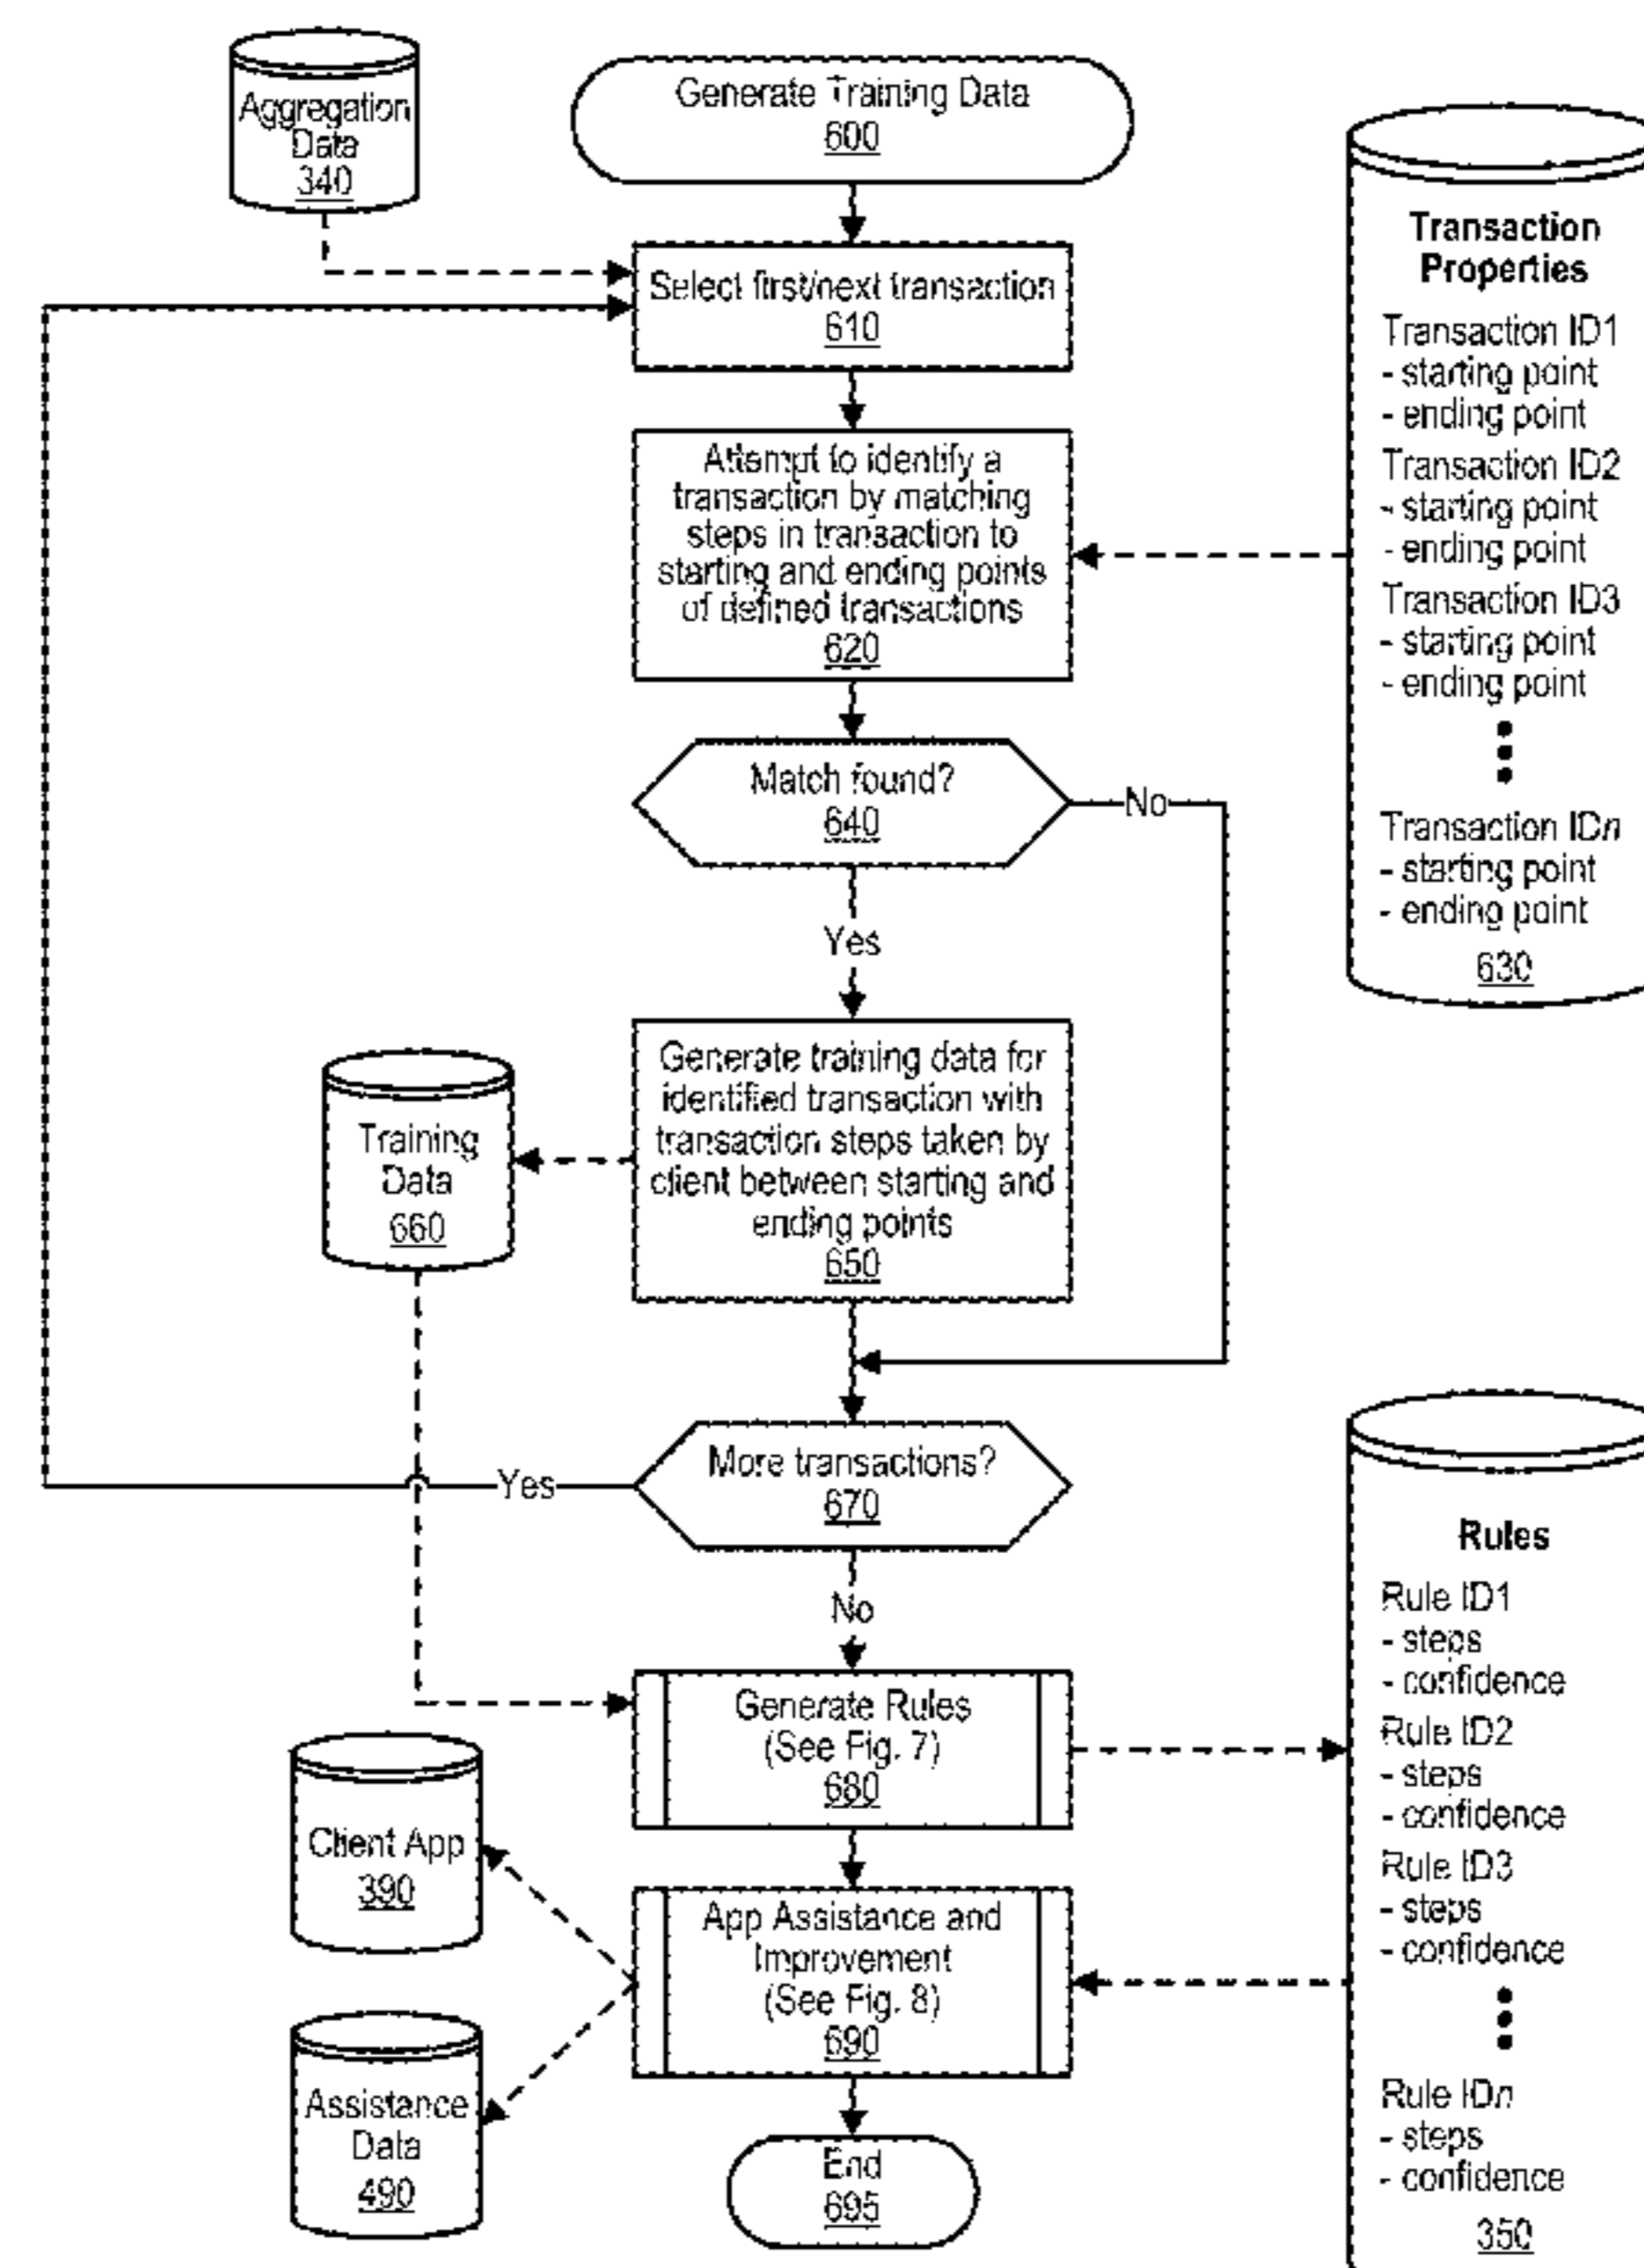 Aggregation
Data
340
Generate Training Data
600
Select first/next transaction
610
Attempt to identify a
transaction by matching
steps in transaction to
starting and ending points
of defined transactions
620
Transaction
Properties
Transaction ID1
- starting point
- ending point
Transaction ID2
- starting point
- ending point
Transaction ID3
- starting point
- ending point
Transaction IDn
- starting point
- ending point
630
Match found?
640
No
Yes
Generate training data for
identified transaction with
transaction steps taken by
client between starting and
ending points
650
Training
Data
660
More transactions?
670
Yes
No
Generate Rules
(See Fig. 7)
680
Rules
Rule ID1
- steps
- confidence
Rule ID2
- steps
- confidence
Rule ID3
- steps
- confidence
Rule IDn
- steps
- confidence
350
Client App
390
App Assistance and
Improvement
(See Fig. 8)
690
Assistance
Data
490
End
695